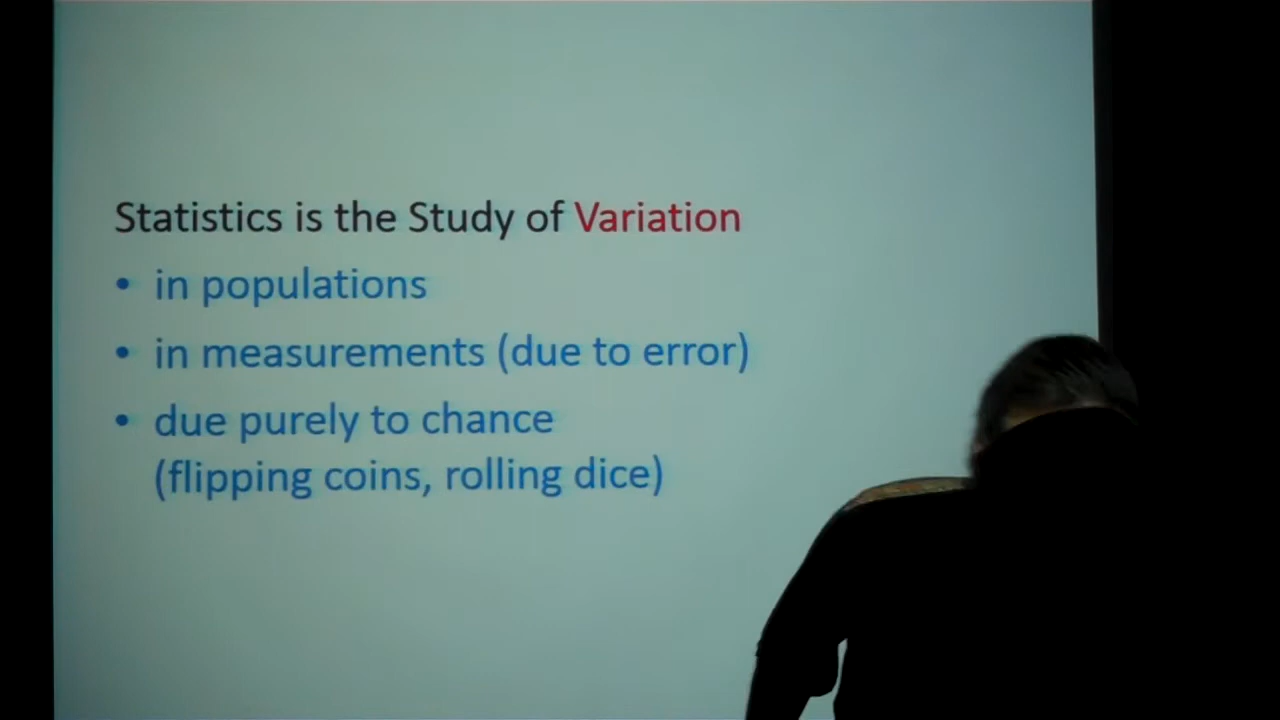 Statistics is the Study of Variation
• in populations
• in measurements (due to error)
• due purely to chance
(flipping coins, rolling dice)